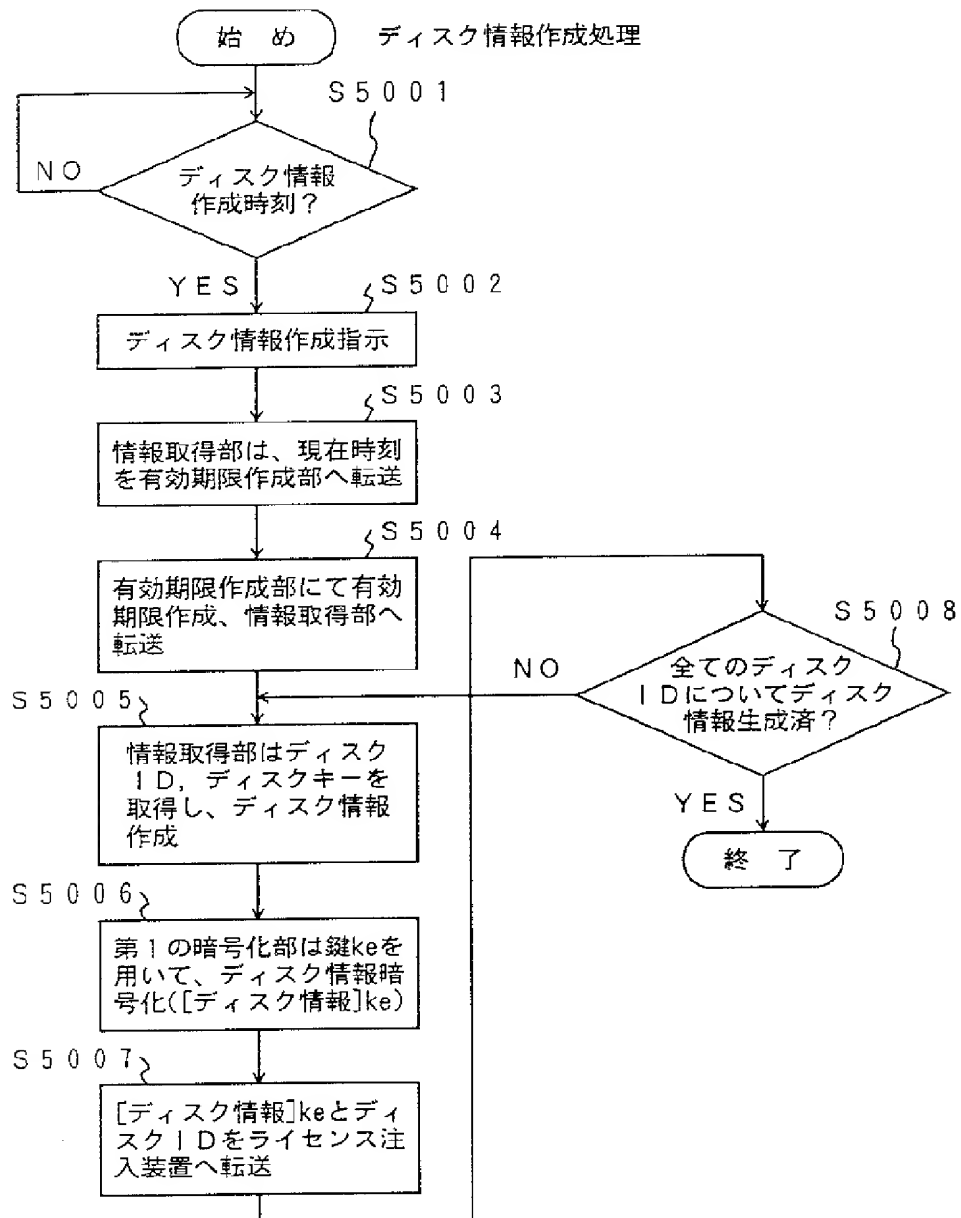 始 め
ディスク情報作成処理
S5001
ディスク情報
作成時刻?
NO
YES
S5002
ディスク情報作成指示
S5003
情報取得部は、現在時刻
を有効期限作成部へ転送
S5004
有効期限作成部にて有効
期限作成、情報取得部へ
転送
S5005
情報取得部はディスク
ID,ディスクキーを
取得し、ディスク情報
作成
S5006
第1の暗号化部は鍵keを
用いて、ディスク情報暗
号化([ディスク情報]ke)
S5007
[ディスク情報]keとディ
スクIDをライセンス注
入装置へ転送
S5008
全てのディスク
IDについてディスク
情報生成済?
NO
YES
終 了